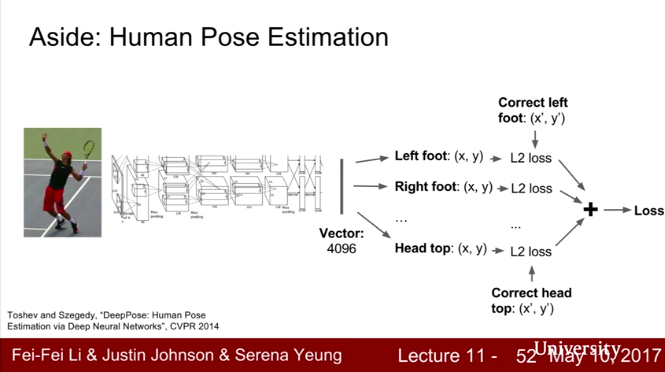 Aside: Human Pose Estimation
Correct left
foot: (x', y')
Left foot: (x, y)
L2 loss
Right foot: (x, y)
L2 loss
...
...
Loss
Vector:
4096
Head top: (x, y)
L2 loss
Correct head
top: (x', y')
Toshev and Szegedy, "DeepPose: Human Pose
Estimation via Deep Neural Networks", CVPR 2014
Fei-Fei Li & Justin Johnson & Serena Yeung
Lecture 11 - 52
May 10, 2017
University